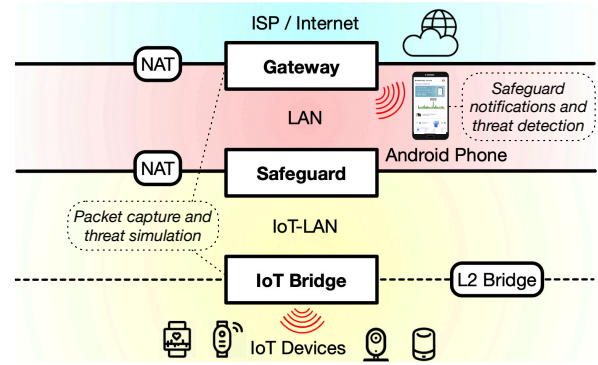 ISP / Internet
NAT
Gateway
LAN
Safeguard
notifications and
threat detection
Android Phone
NAT
Safeguard
Packet capture and
threat simulation
IoT-LAN
IoT Bridge
L2 Bridge
IoT Devices